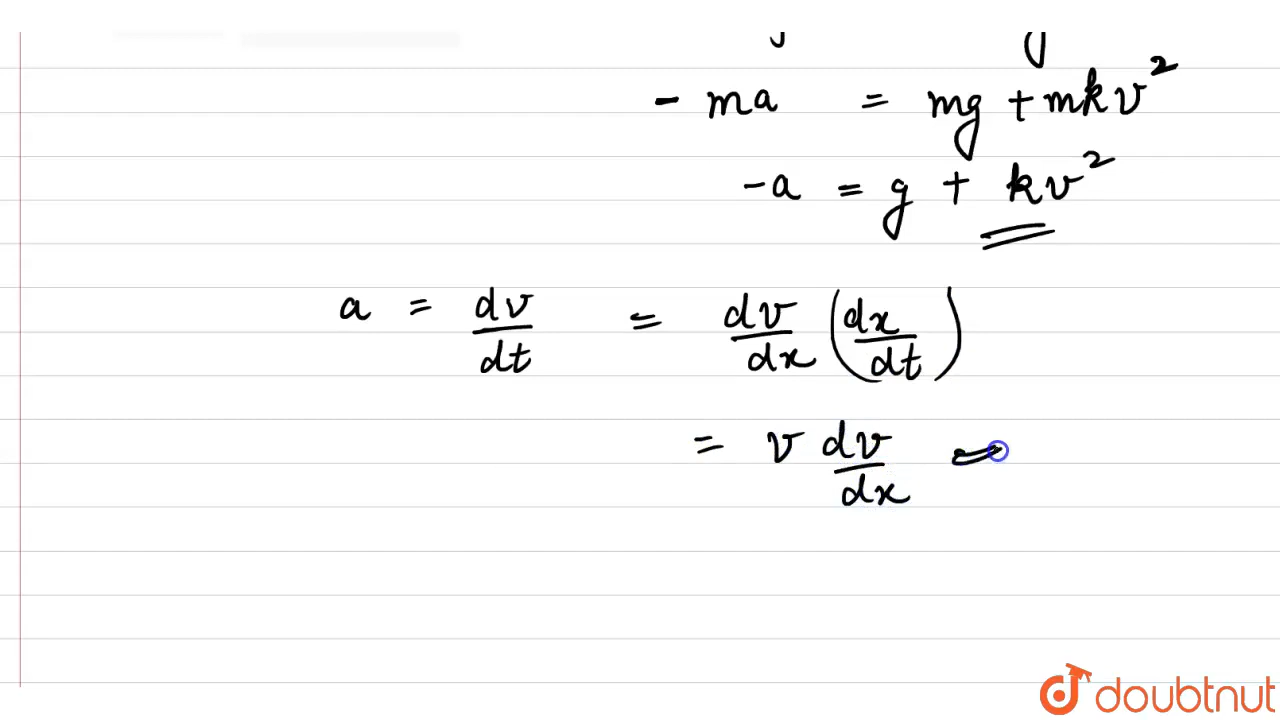 - ma = mg + mkv²
-a = g + kv²
a = dv/dt = dv/dx (dx/dt)
= v dv/dx
doubtnut